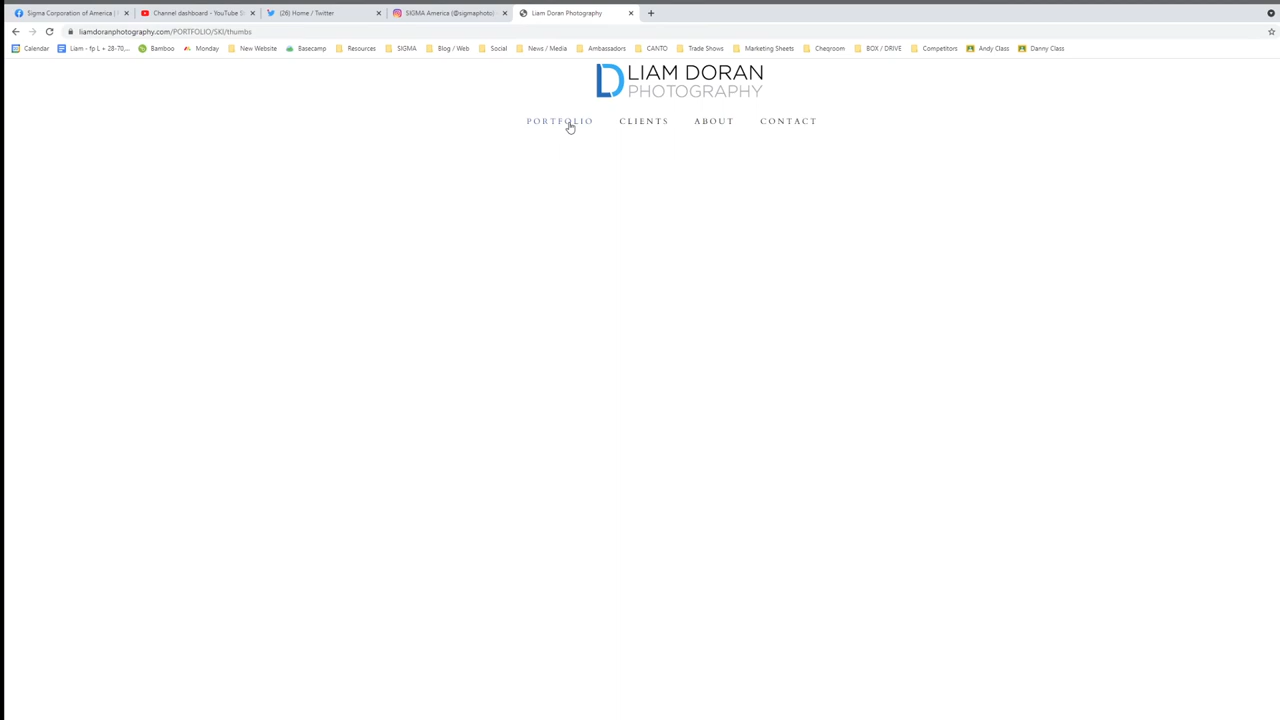 Sigma Corporation of America |
Channel dashboard - YouTube S
(26) Home / Twitter
SIGMA America (@sigmaphoto)
Liam Doran Photography
liamdoranphotography.com/PORTFOLIO/SKI/thumbs
Calendar
Liam - fp L + 28-70,...
Bamboo
Monday
New Website
Basecamp
Resources
SIGMA
Blog / Web
Social
News / Media
Ambassadors
CANTO
Trade Shows
Marketing Sheets
Cheqroom
BOX / DRIVE
Competitors
Andy Class
Danny Class
LD LIAM DORAN
PHOTOGRAPHY
PORTFOLIO CLIENTS ABOUT CONTACT